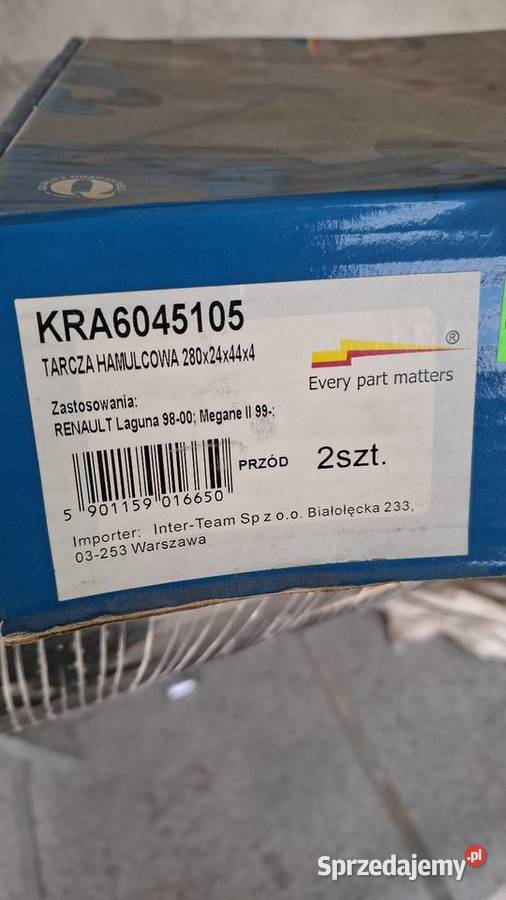 KRA6045105
TARCZA HAMULCOWA 280x24x44x4
®
Every part matters
Zastosowania:
RENAULT Laguna 98-00; Megane II 99-;
PRZÓD 2szt.
5 901159 016650
Importer: Inter-Team Sp z o.o. Białołęcka 233,
03-253 Warszawa
Sprzedajemy.pl